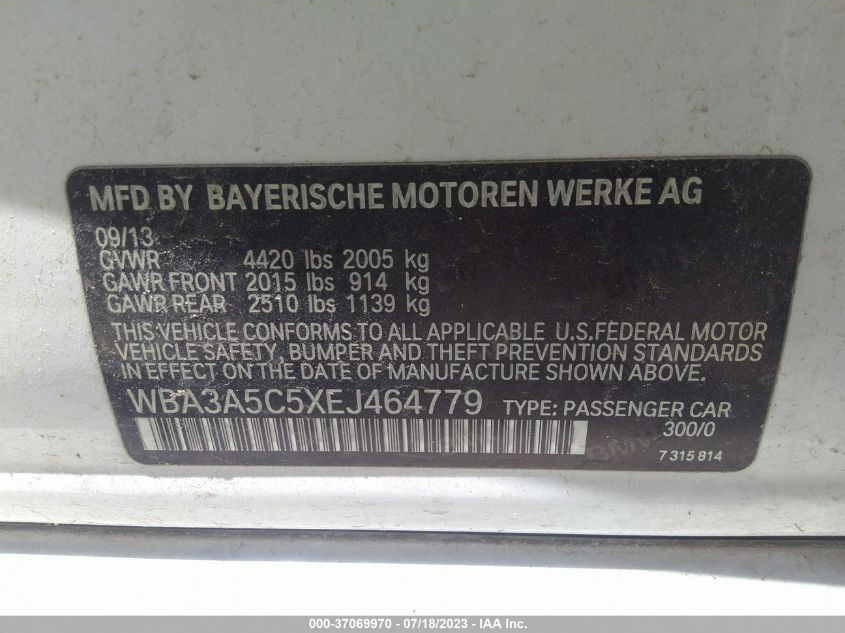 MFD BY BAYERISCHE MOTOREN WERKE AG
09/13
GVWR 4420 lbs 2005 kg
GAWR FRONT 2015 lbs 914 kg
GAWR REAR 2510 lbs 1139 kg
THIS VEHICLE CONFORMS TO ALL APPLICABLE U.S.FEDERAL MOTOR
VEHICLE SAFETY, BUMPER AND THEFT PREVENTION STANDARDS
IN EFFECT ON THE DATE OF MANUFACTURE SHOWN ABOVE.
WBA3A5C5XEJ464779 TYPE: PASSENGER CAR
300/0
BMW
7 315 814
000-37069970 - 07/18/2023 - IAA Inc.